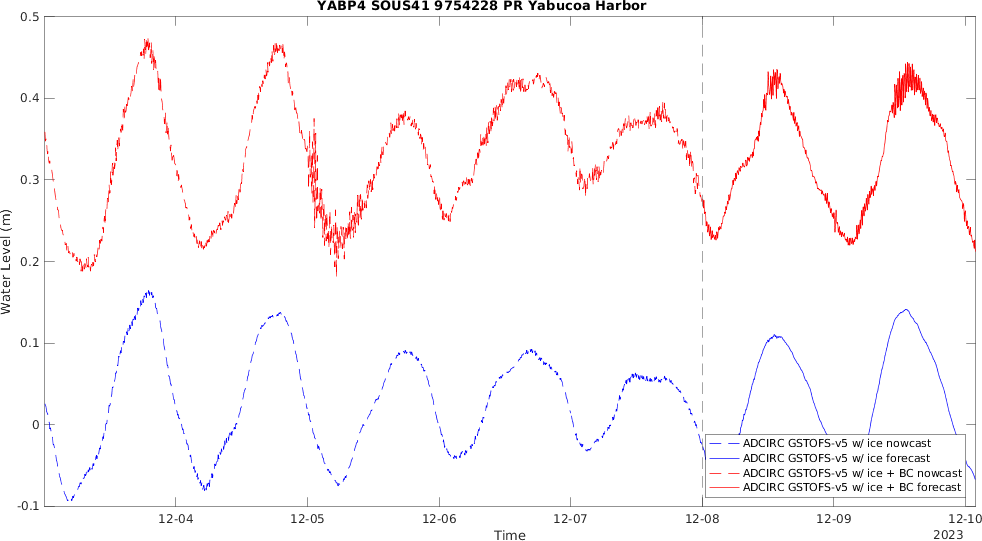 YABP4 SOUS41 9754228 PR Yabucoa Harbor
0.5
0.4
0.3
0.2
0.1
0
-0.1
Water Level (m)
12-04 12-05 12-06 12-07 12-08 12-09 12-10
Time
2023
ADCIRC GSTOFS-v5 w/ ice nowcast
ADCIRC GSTOFS-v5 w/ ice forecast
ADCIRC GSTOFS-v5 w/ ice + BC nowcast
ADCIRC GSTOFS-v5 w/ ice + BC forecast